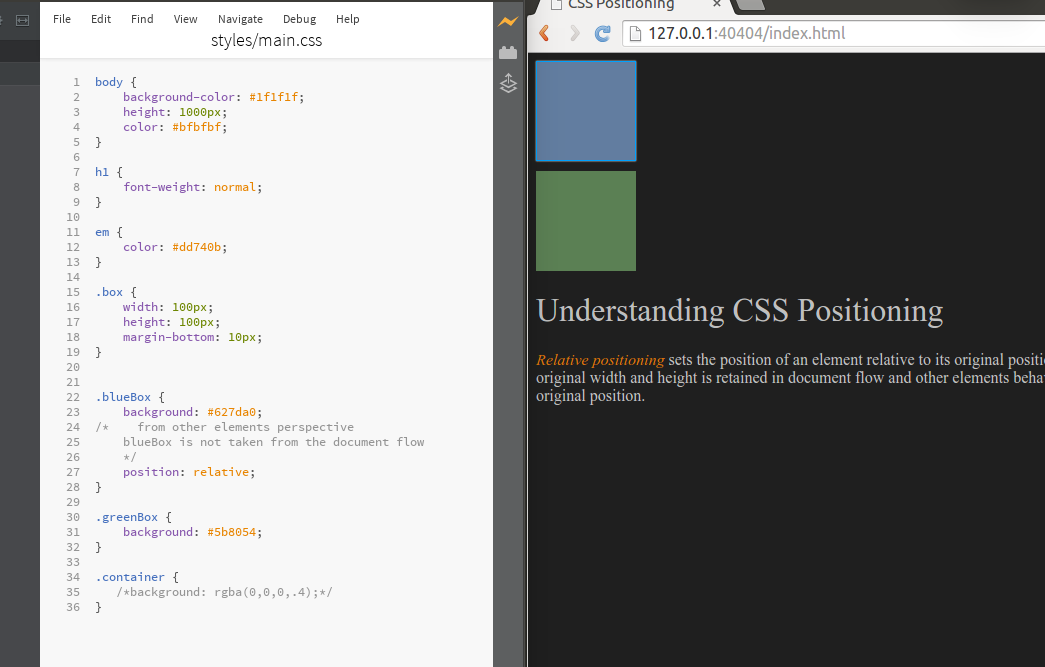 File Edit Find View Navigate Debug Help
styles/main.css
1 body {
2     background-color: #1f1f1f;
3     height: 1000px;
4     color: #bfbfbf;
5 }
6
7 h1 {
8     font-weight: normal;
9 }
10
11 em {
12     color: #dd740b;
13 }
14
15 .box {
16     width: 100px;
17     height: 100px;
18     margin-bottom: 10px;
19 }
20
21
22 .blueBox {
23     background: #627da0;
24 /*    from other elements perspective
25     blueBox is not taken from the document flow
26     */
27     position: relative;
28 }
29
30 .greenBox {
31     background: #5b8054;
32 }
33
34 .container {
35    /*background: rgba(0,0,0,.4);*/
36 }
CSS Positioning ×
127.0.0.1:40404/index.html
Understanding CSS Positioning
Relative positioning sets the position of an element relative to its original positi
original width and height is retained in document flow and other elements beha
original position.